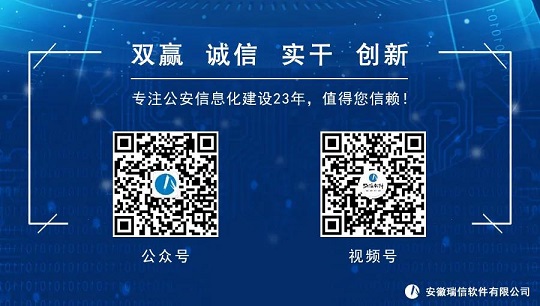 双赢 诚信 实干 创新
专注公安信息化建设23年，值得您信赖！
公众号
视频号
安徽瑞信软件有限公司